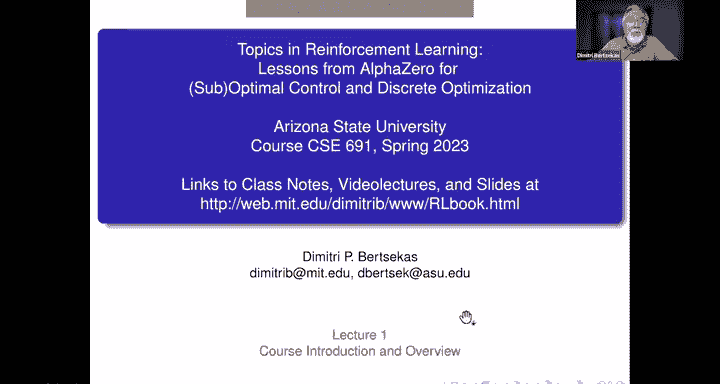 Dimitri Bertsekas
Topics in Reinforcement Learning:
Lessons from AlphaZero for
(Sub)Optimal Control and Discrete Optimization
Arizona State University
Course CSE 691, Spring 2023
Links to Class Notes, Videolectures, and Slides at
http://web.mit.edu/dimitrib/www/RLbook.html
Dimitri P. Bertsekas
dimitrib@mit.edu, dbertsek@asu.edu
Lecture 1
Course Introduction and Overview